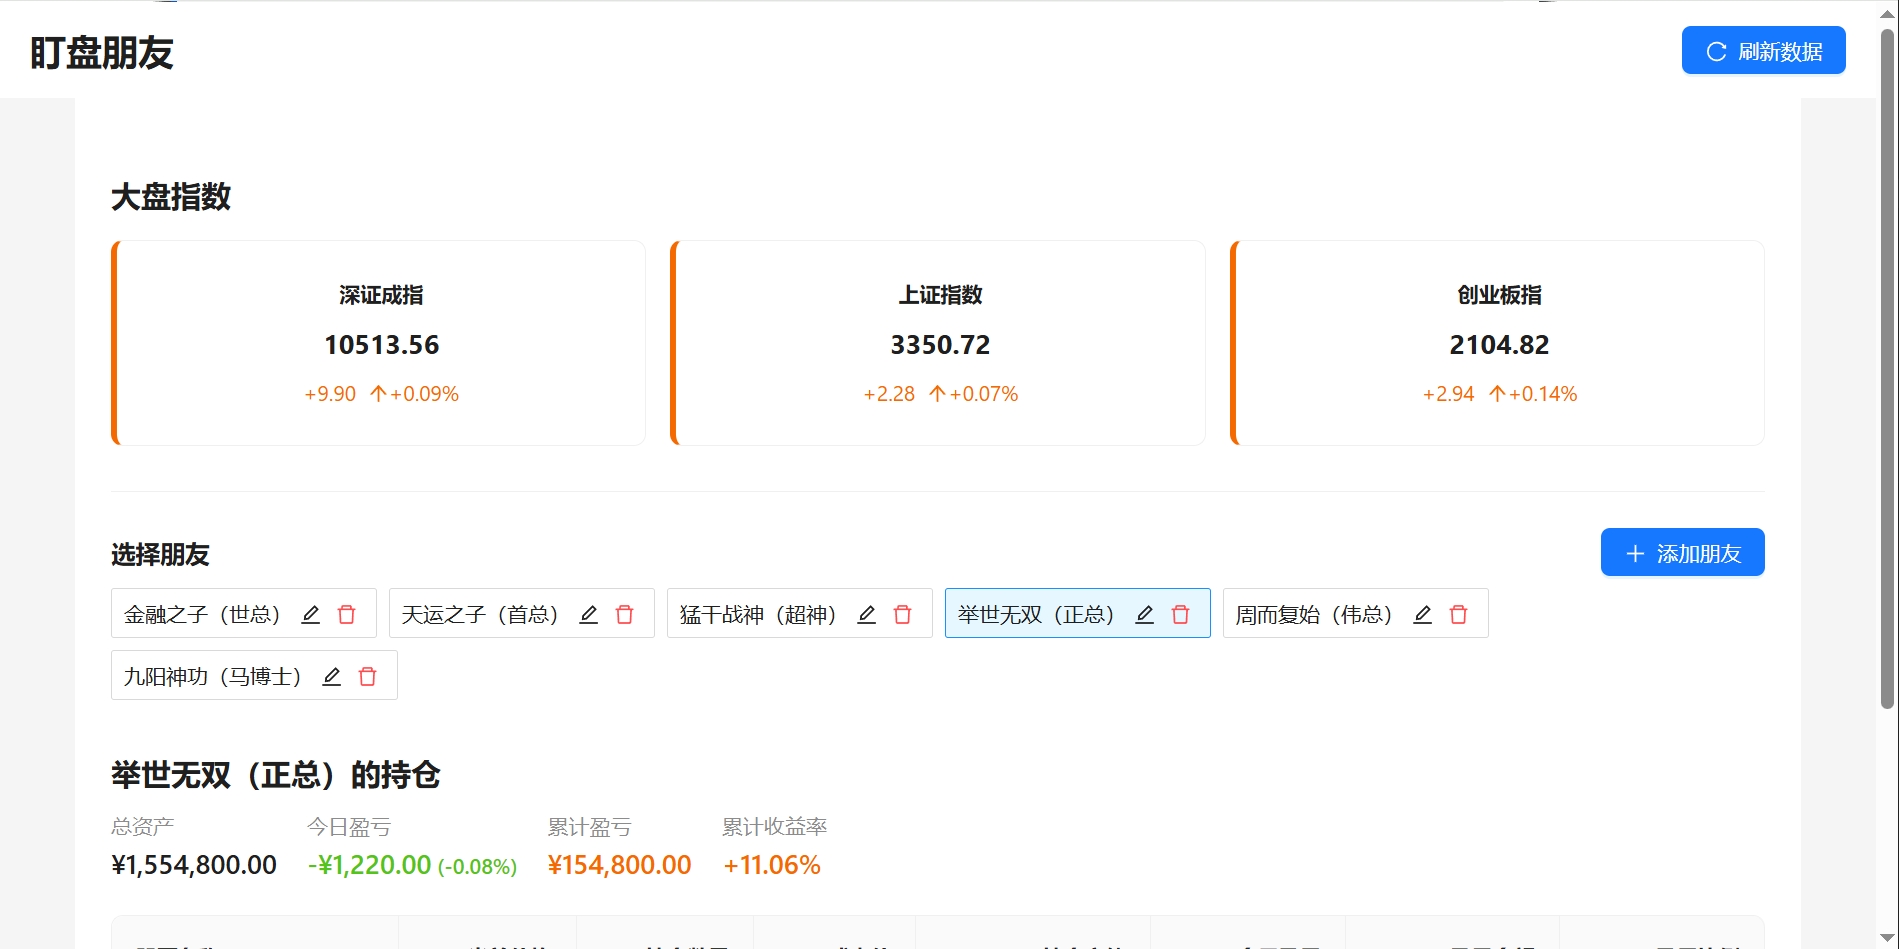 盯盘朋友
刷新数据
大盘指数
深证成指
10513.56
+9.90 ↑+0.09%
上证指数
3350.72
+2.28 ↑+0.07%
创业板指
2104.82
+2.94 ↑+0.14%
选择朋友
添加朋友
金融之子（世总） 天运之子（首总） 猛干战神（超神） 举世无双（正总） 周而复始（伟总）
九阳神功（马博士）
举世无双（正总）的持仓
总资产 今日盈亏 累计盈亏 累计收益率
¥1,554,800.00 -¥1,220.00 (-0.08%) ¥154,800.00 +11.06%